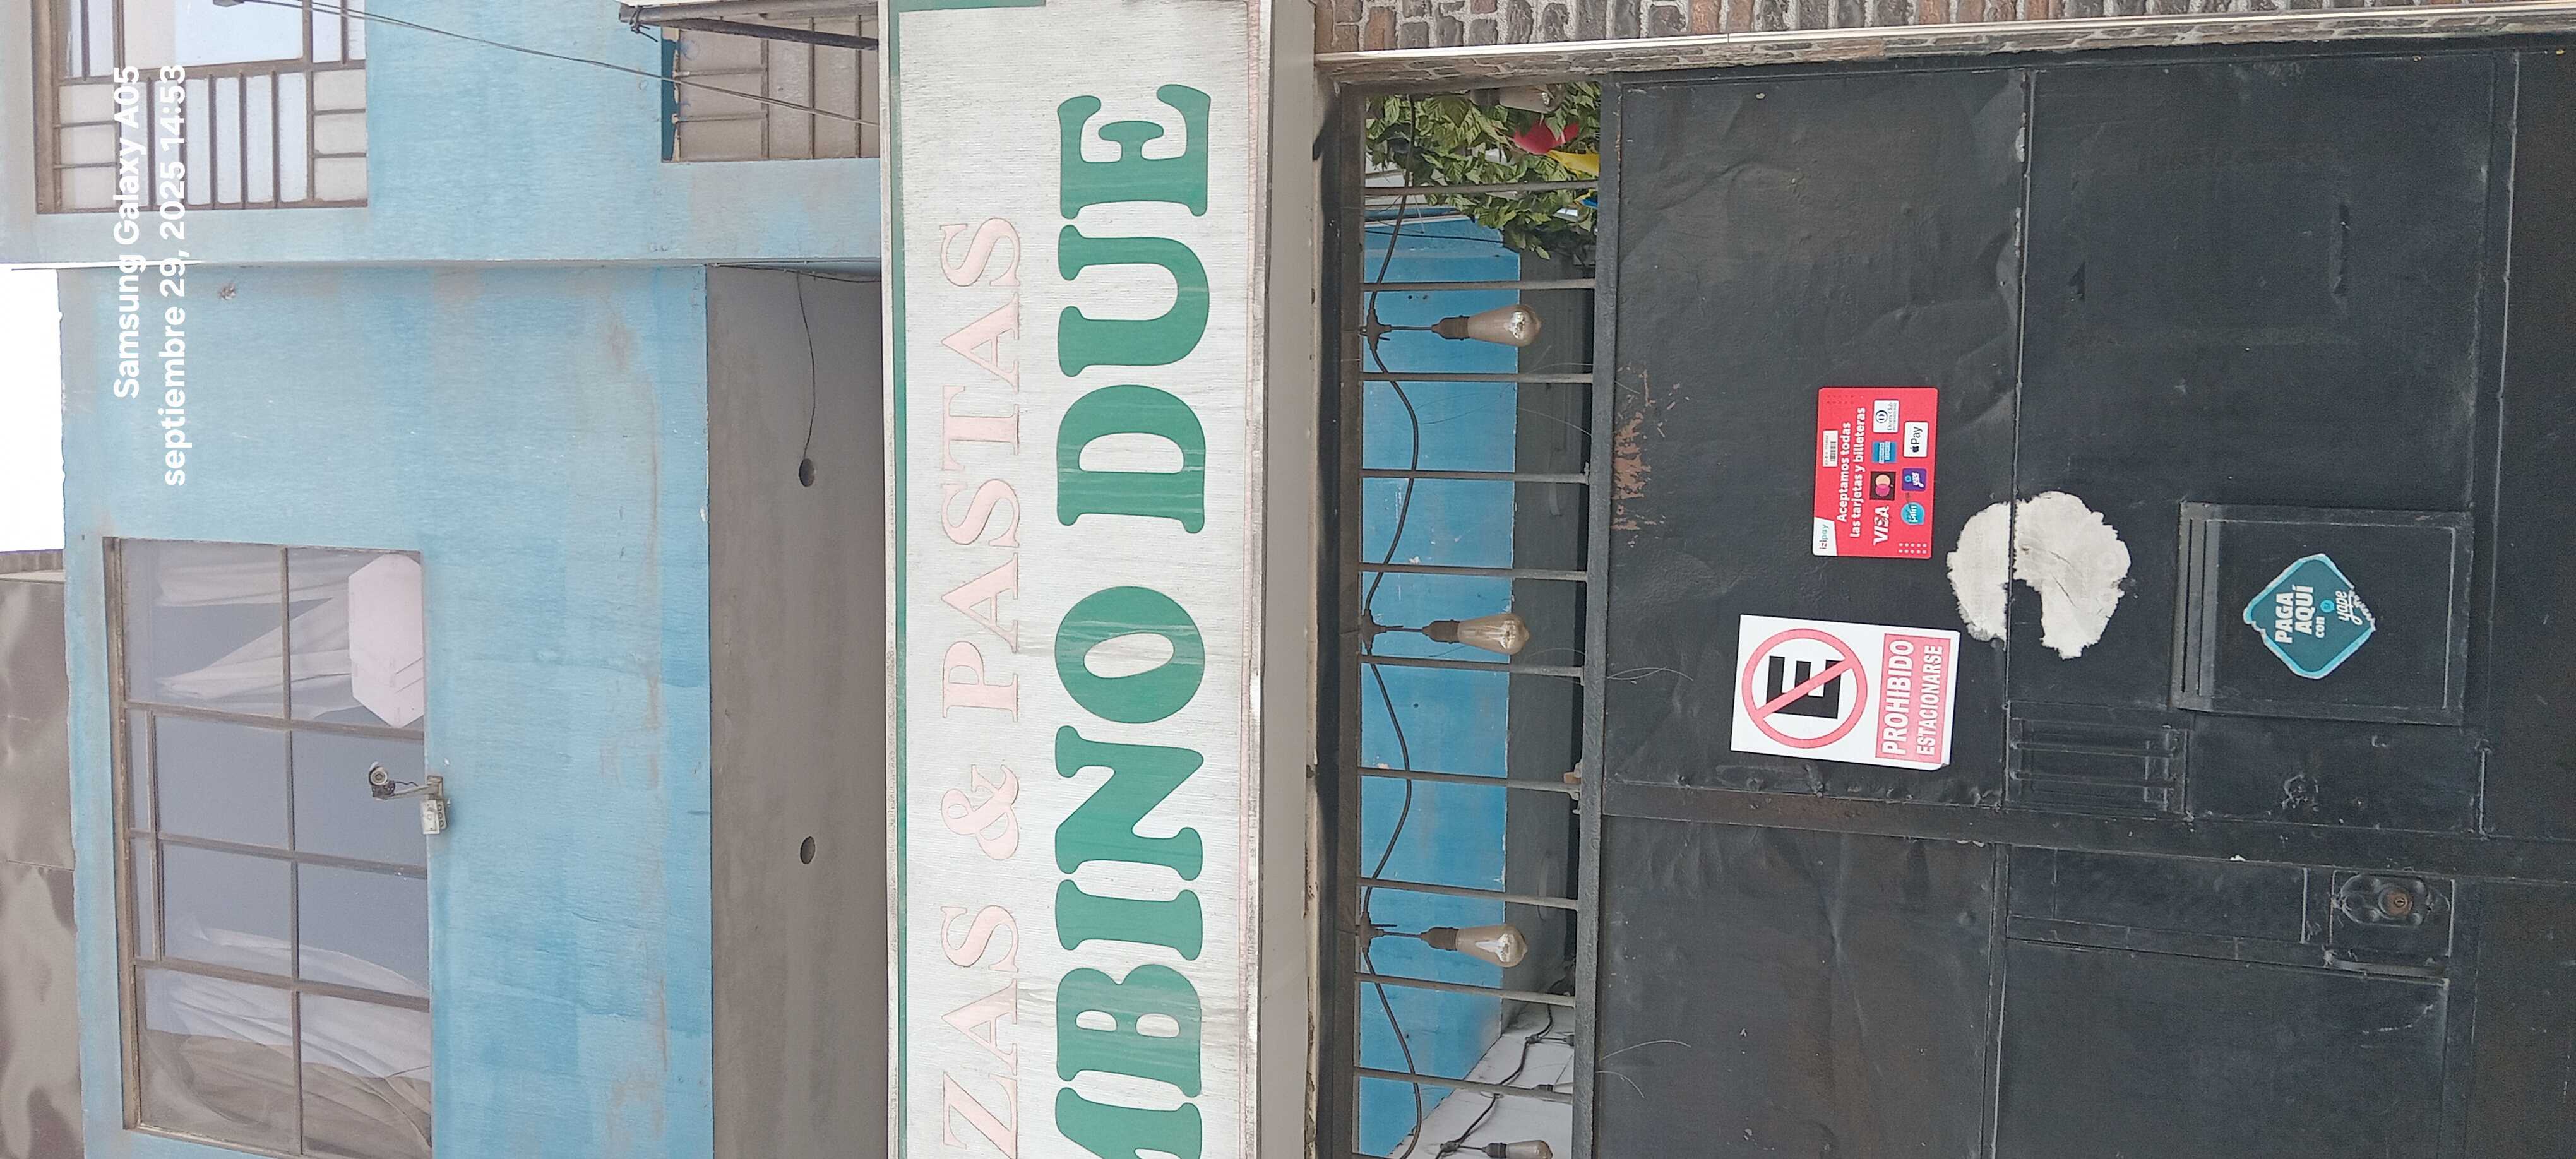 Samsung Galaxy A05
septiembre 29, 2025 14:53
ZAS & PASTAS
BINO DUE
izipay
Aceptamos todas
las tarjetas y billeteras
VISA
Pay
PROHIBIDO
ESTACIONARSE
PAGA
AQUÍ
con
yape